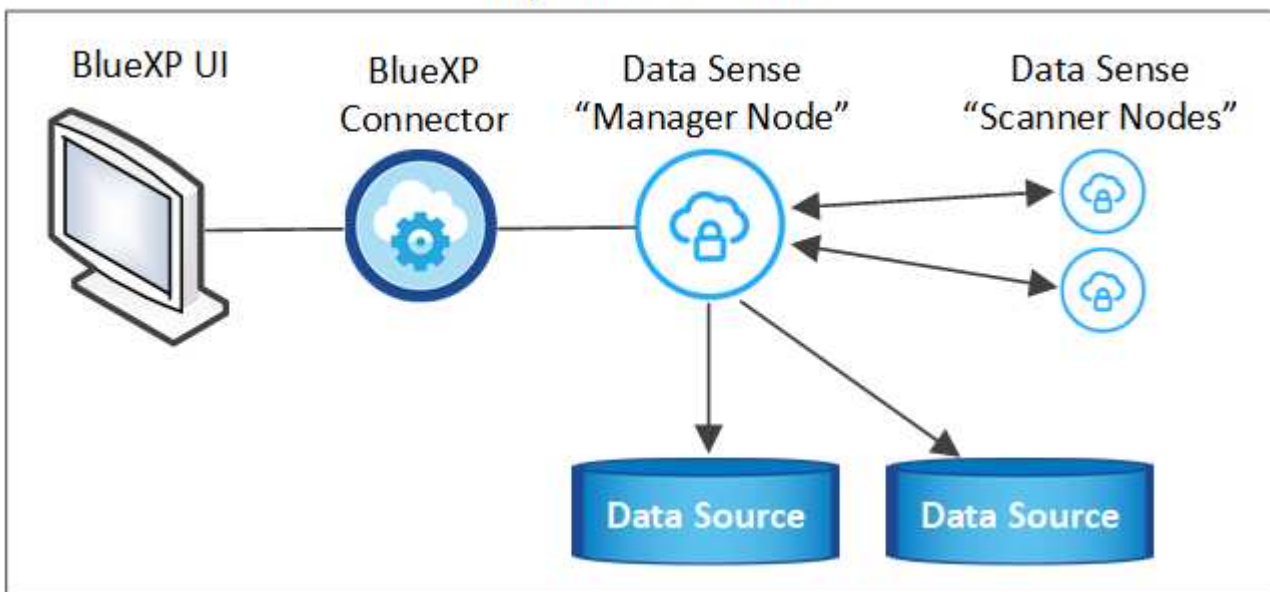 BlueXP UI
BlueXP
Connector
Data Sense
“Manager Node”
Data Sense
“Scanner Nodes”
Data Source
Data Source